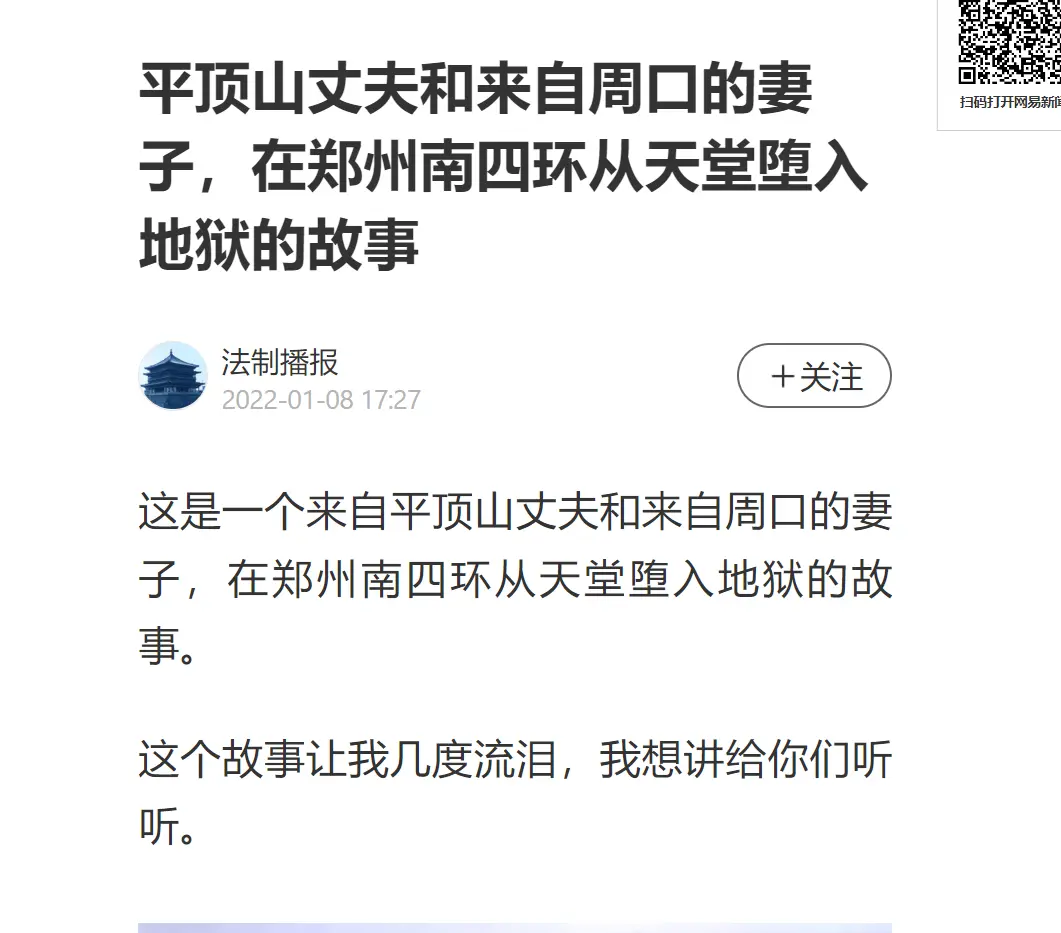 平顶山丈夫和来自周口的妻
子，在郑州南四环从天堂堕入
地狱的故事
扫码打开网易新闻
法制播报
2022-01-08 17:27
＋关注
这是一个来自平顶山丈夫和来自周口的妻
子，在郑州南四环从天堂堕入地狱的故
事。
这个故事让我几度流泪，我想讲给你们听
听。